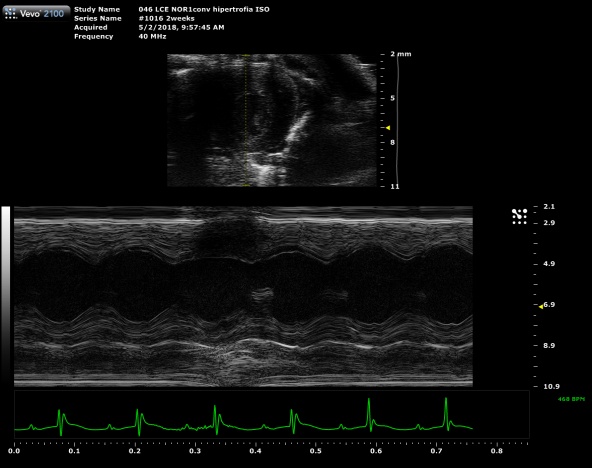 Vevo 2100
Study Name 046 LCE NOR1conv hipertrofia ISO
Series Name #1016 2weeks
Acquired 5/2/2018, 9:57:45 AM
Frequency 40 MHz
2 mm
5
8
11
2.1
2.9
4.9
6.9
8.9
10.9
468 BPM
0.0 0.1 0.2 0.3 0.4 0.5 0.6 0.7 0.8